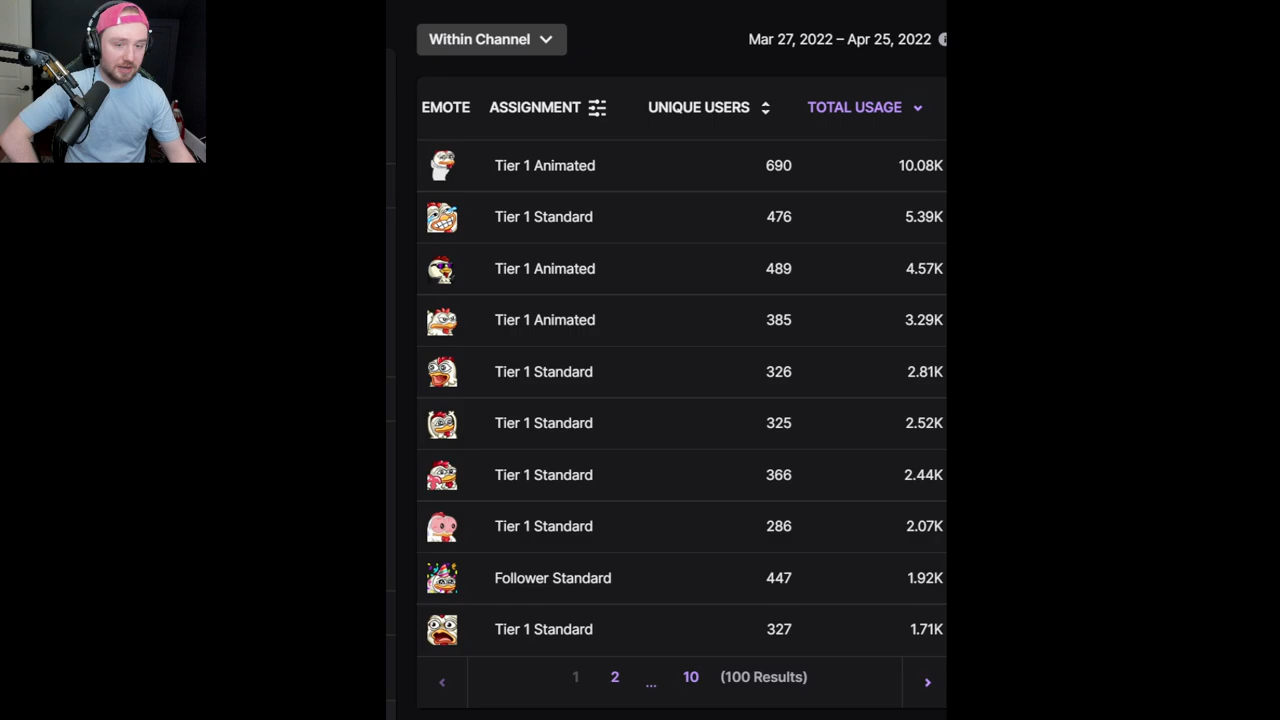 Within Channel
Mar 27, 2022 – Apr 25, 2022
EMOTE ASSIGNMENT UNIQUE USERS TOTAL USAGE
Tier 1 Animated 690 10.08K
Tier 1 Standard 476 5.39K
Tier 1 Animated 489 4.57K
Tier 1 Animated 385 3.29K
Tier 1 Standard 326 2.81K
Tier 1 Standard 325 2.52K
Tier 1 Standard 366 2.44K
Tier 1 Standard 286 2.07K
Follower Standard 447 1.92K
Tier 1 Standard 327 1.71K
1 2 ... 10 (100 Results)